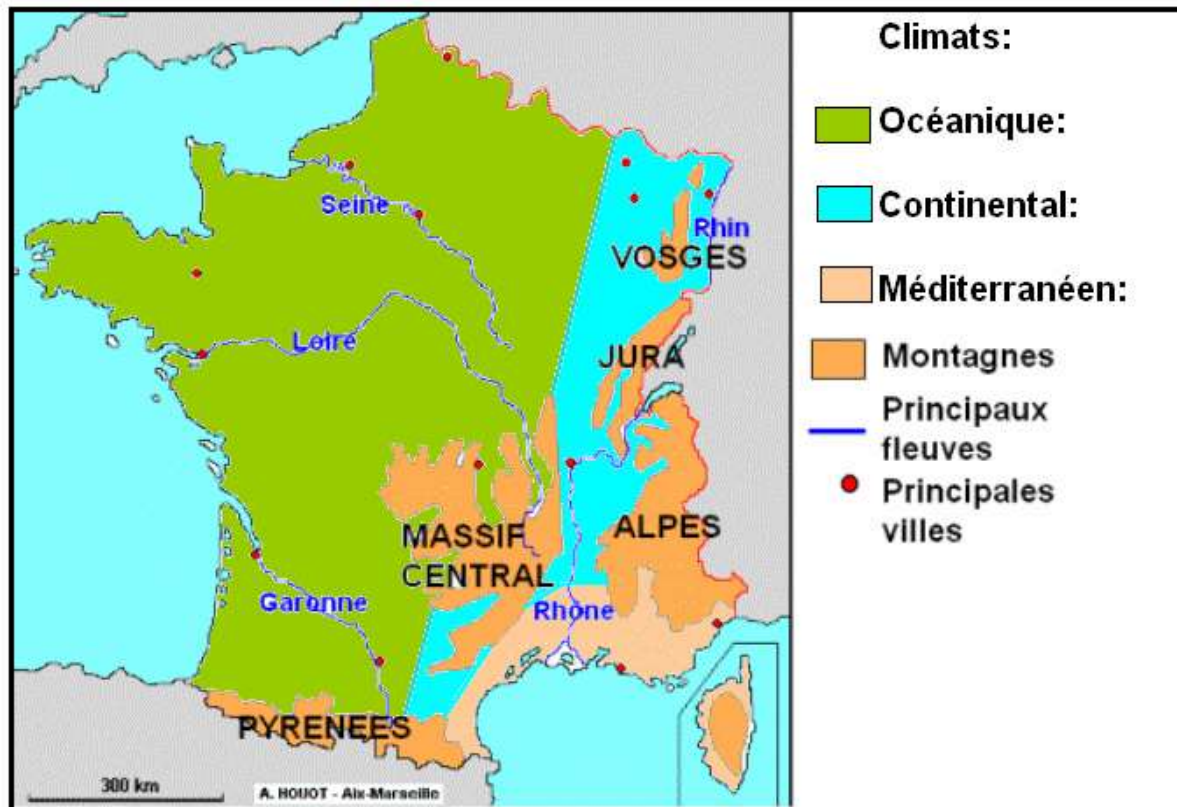 Climats:
Océanique:
Continental:
Méditerranéen:
Montagnes
Principaux
fleuves
Principales
villes
Seine
Rhin
VOSGES
Loire
JURA
MASSIF
CENTRAL
ALPES
Garonne
Rhône
PYRENEES
300 km
A. HOUOT - Aix-Marseille